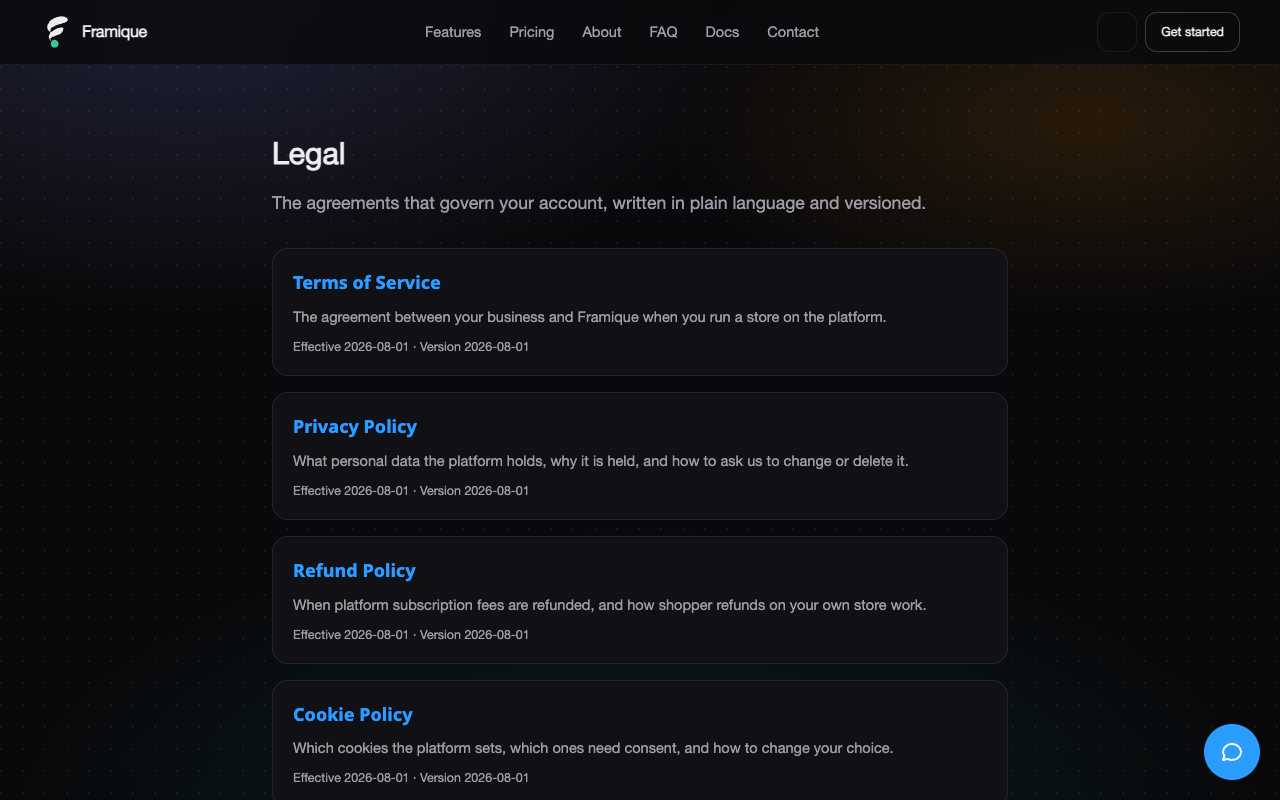 Framique
Features
Pricing
About
FAQ
Docs
Contact
Get started
Legal
The agreements that govern your account, written in plain language and versioned.
Terms of Service
The agreement between your business and Framique when you run a store on the platform.
Effective 2026-08-01 · Version 2026-08-01
Privacy Policy
What personal data the platform holds, why it is held, and how to ask us to change or delete it.
Effective 2026-08-01 · Version 2026-08-01
Refund Policy
When platform subscription fees are refunded, and how shopper refunds on your own store work.
Effective 2026-08-01 · Version 2026-08-01
Cookie Policy
Which cookies the platform sets, which ones need consent, and how to change your choice.
Effective 2026-08-01 · Version 2026-08-01